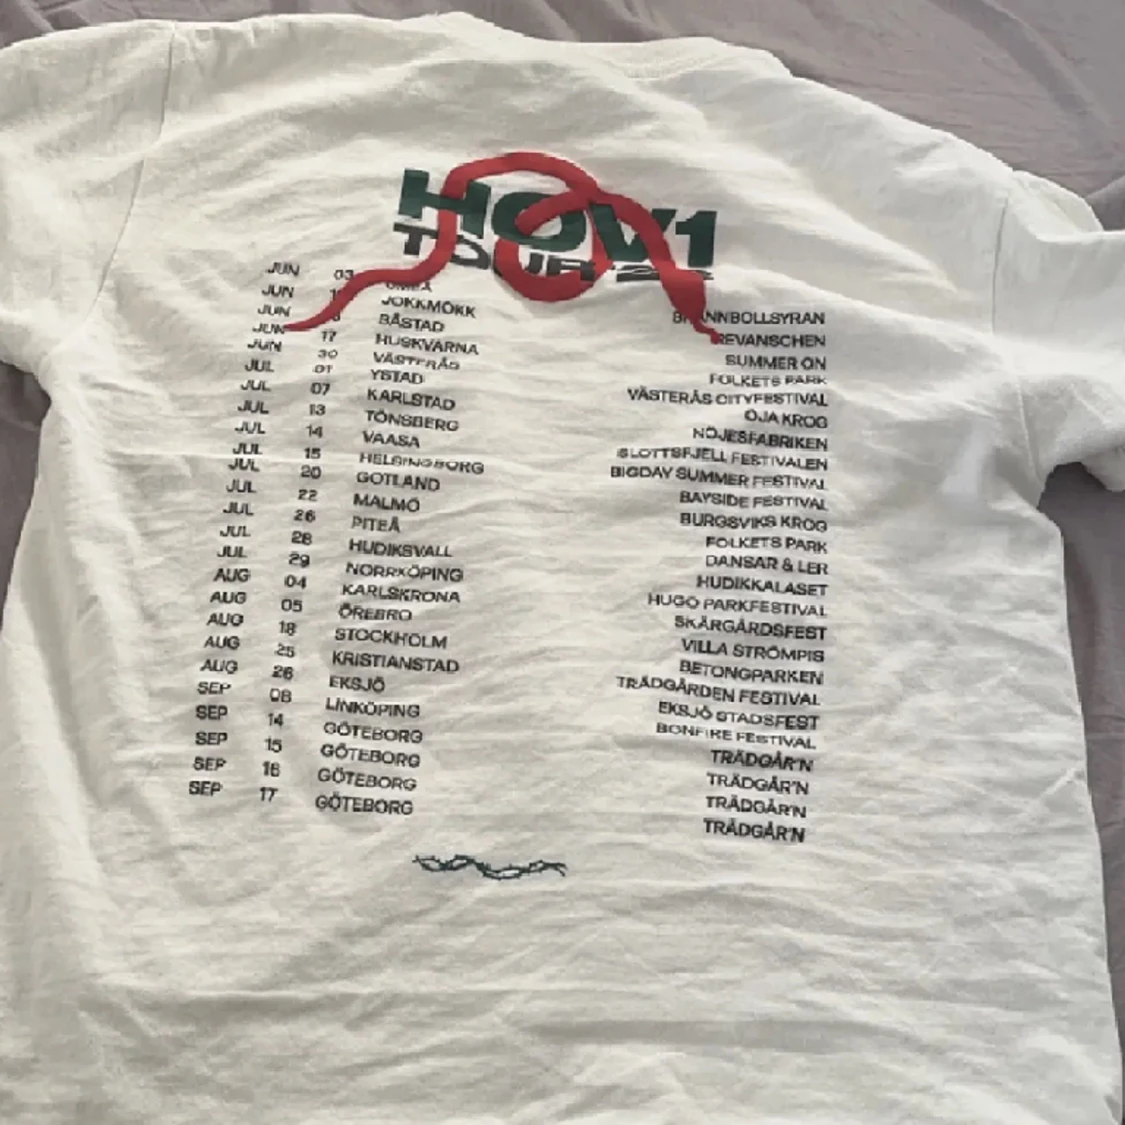 HOV1
TOUR
JUN 03 UMEÅ BRÄNNBOLLSYRAN
JUN JOKKMOKK REVANSCHEN
JUN BÅSTAD SUMMER ON
JUN 17 HUSKVARNA FOLKETS PARK
JUN 30 VÄSTERÅS VÄSTERÅS CITYFESTIVAL
JUL 01 YSTAD ÖJA KROG
JUL 07 KARLSTAD NÖJESFABRIKEN
JUL 13 TÖNSBERG SLOTTSFJELL FESTIVALEN
JUL 14 VAASA BIGDAY SUMMER FESTIVAL
JUL 15 HELSINGBORG BAYSIDE FESTIVAL
JUL 20 GOTLAND BURGSVIKS KROG
JUL 22 MALMÖ FOLKETS PARK
JUL 26 PITEÅ DANSAR & LER
JUL 28 HUDIKSVALL HUDIKKALASET
JUL 29 NORRKÖPING HUGO PARKFESTIVAL
AUG 04 KARLSKRONA SKÄRGÅRDSFEST
AUG 05 ÖREBRO VILLA STRÖMPIS
AUG 18 STOCKHOLM BETONGPARKEN
AUG 25 KRISTIANSTAD TRÄDGÅRDEN FESTIVAL
AUG 26 EKSJÖ EKSJÖ STADSFEST
SEP 08 LINKÖPING BONFIRE FESTIVAL
SEP 14 GÖTEBORG TRÄDGÅR'N
SEP 15 GÖTEBORG TRÄDGÅR'N
SEP 16 GÖTEBORG TRÄDGÅR'N
SEP 17 GÖTEBORG TRÄDGÅR'N